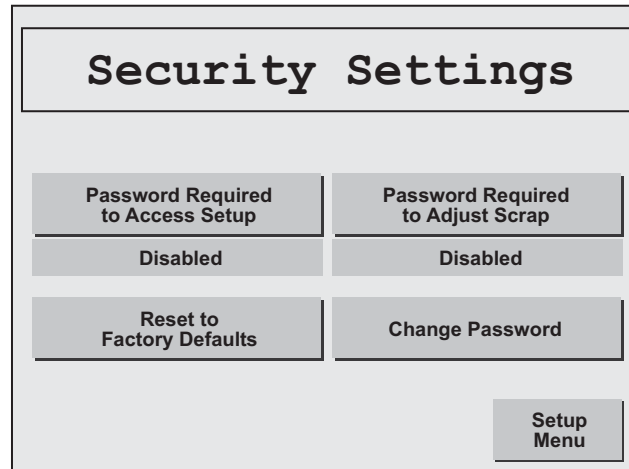 Security Settings
Password Required
to Access Setup
Password Required
to Adjust Scrap
Disabled
Disabled
Reset to
Factory Defaults
Change Password
Setup
Menu